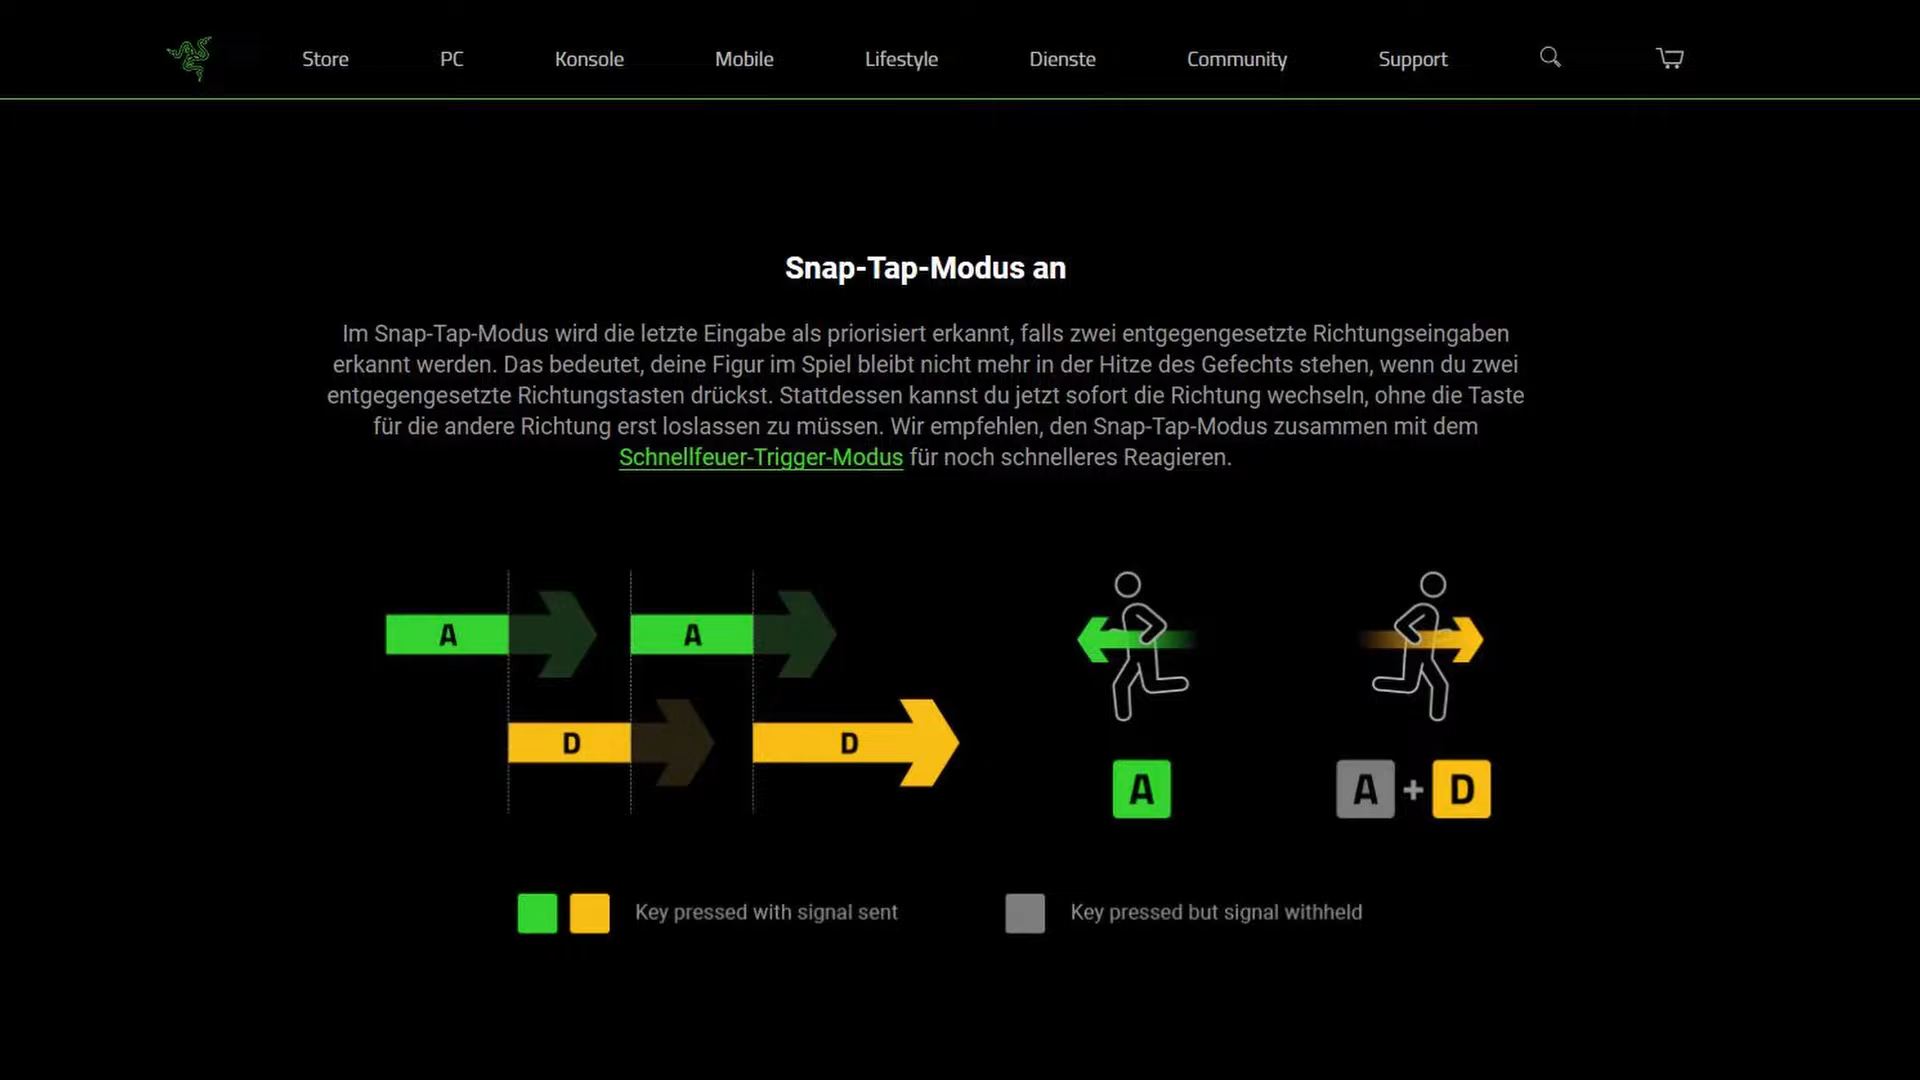 Store PC Konsole Mobile Lifestyle Dienste Community Support
Snap-Tap-Modus an
Im Snap-Tap-Modus wird die letzte Eingabe als priorisiert erkannt, falls zwei entgegengesetzte Richtungseingaben
erkannt werden. Das bedeutet, deine Figur im Spiel bleibt nicht mehr in der Hitze des Gefechts stehen, wenn du zwei
entgegengesetzte Richtungstasten drückst. Stattdessen kannst du jetzt sofort die Richtung wechseln, ohne die Taste
für die andere Richtung erst loslassen zu müssen. Wir empfehlen, den Snap-Tap-Modus zusammen mit dem
Schnellfeuer-Trigger-Modus für noch schnelleres Reagieren.
A A
D D
A A + D
Key pressed with signal sent Key pressed but signal withheld